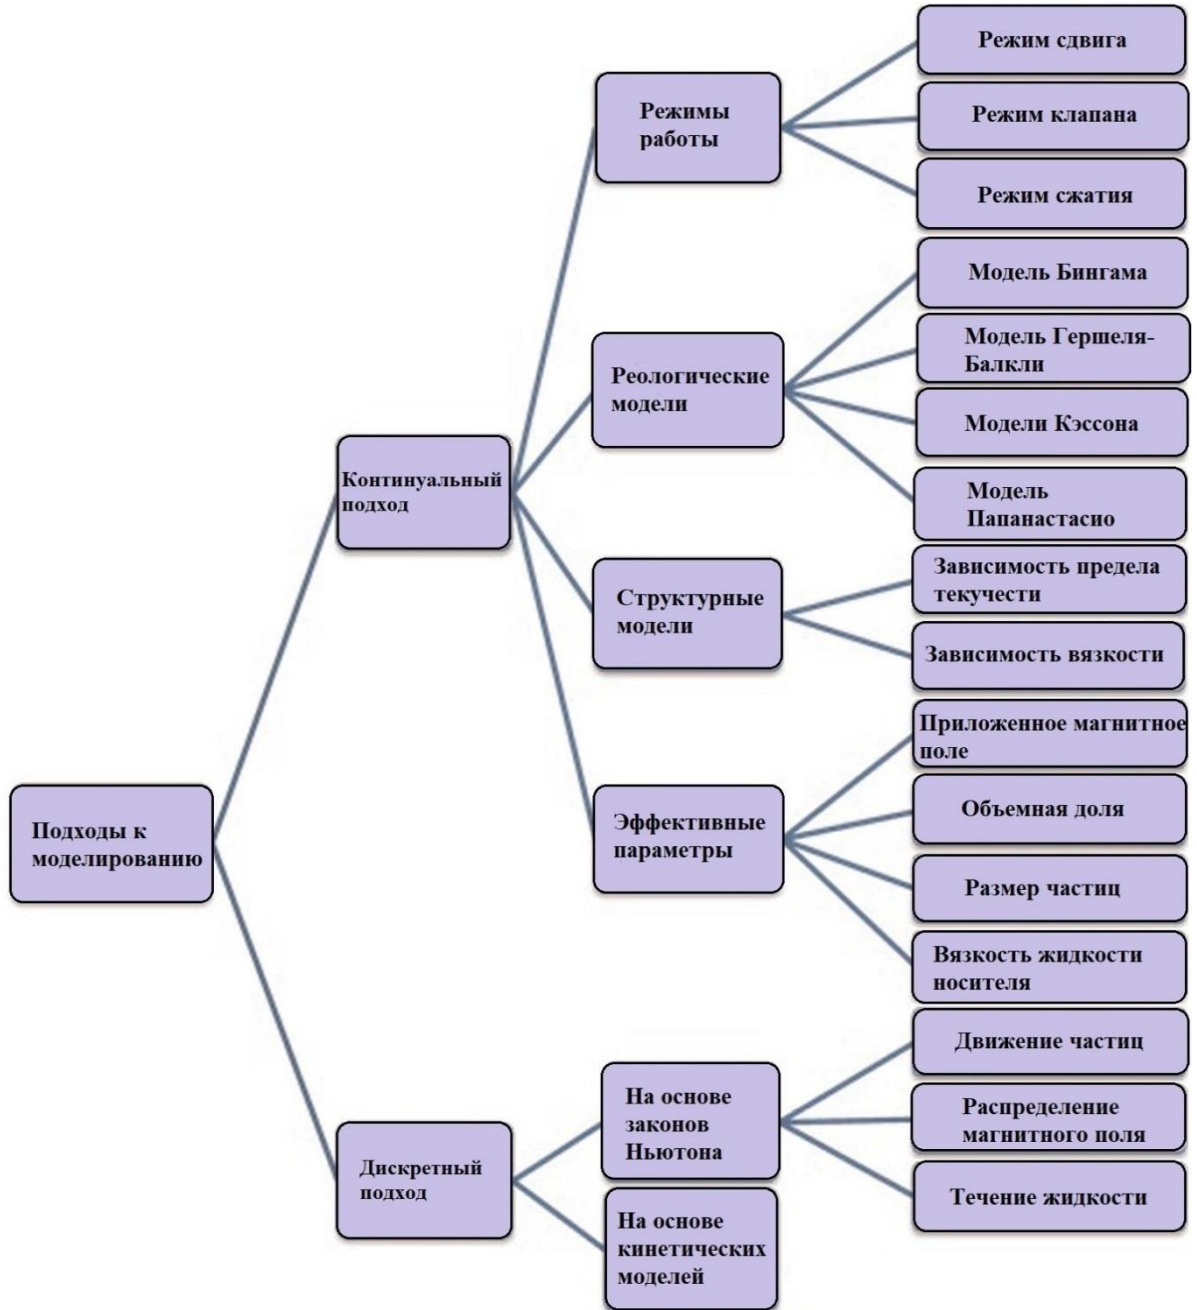 Подходы к
моделированию
Континуальный
подход
Режимы
работы
Режим сдвига
Режим клапана
Режим сжатия
Реологические
модели
Модель Бингама
Модель Гершеля-
Балкли
Модели Кэссона
Модель
Папанастасио
Структурные
модели
Зависимость предела
текучести
Зависимость вязкости
Эффективные
параметры
Приложенное магнитное
поле
Объемная доля
Размер частиц
Вязкость жидкости
носителя
Дискретный
подход
На основе
законов
Ньютона
Движение частиц
Распределение
магнитного поля
Течение жидкости
На основе
кинетических
моделей